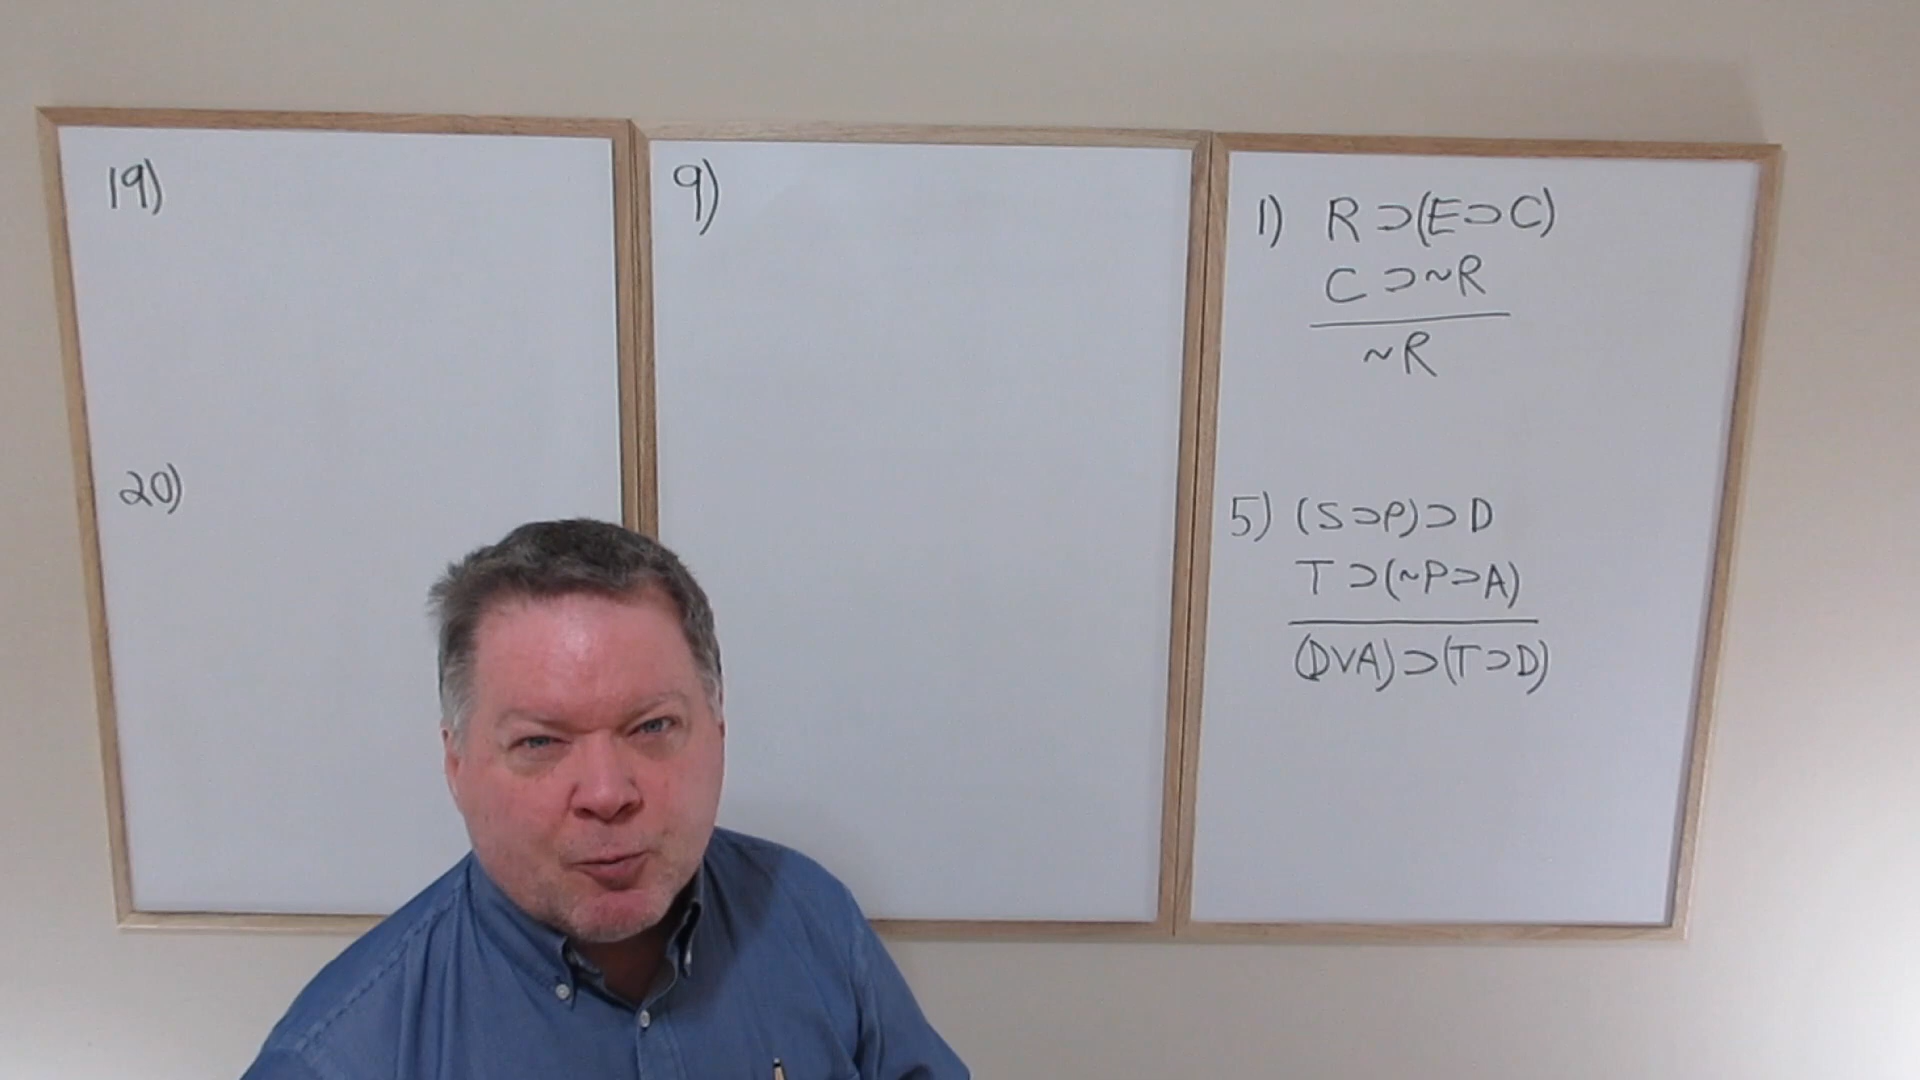 19)
20)
9)
1) R ⊃ (E ⊃ C)
C ⊃ ~R
~R
5) (S ⊃ P) ⊃ D
T ⊃ (~P ⊃ A)
(D ∨ A) ⊃ (T ⊃ D)